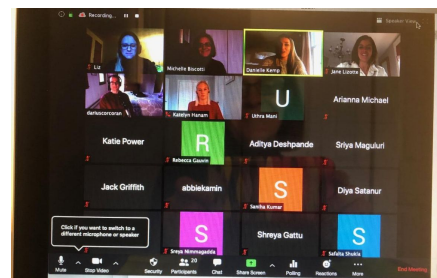 Recording...
Speaker View
Liz
Michelle Biscotti
Danielle Kemp
Jane Lizotte
dariuscorcoran
Katelyn Hanam
U
Uthra Mani
Arianna Michael
Katie Power
R
Rebecca Gauvin
Aditya Deshpande
Sriya Maguluri
Jack Griffith
abbiekamin
S
Sanika Kumar
Diya Satanur
Click if you want to switch to a
different microphone or speaker
S
Sreya Nimmagadda
Shreya Gattu
S
Safalta Shukla
Mute
Stop Video
Security
Participants
20
Chat
Share Screen
Polling
Reactions
More
End Meeting